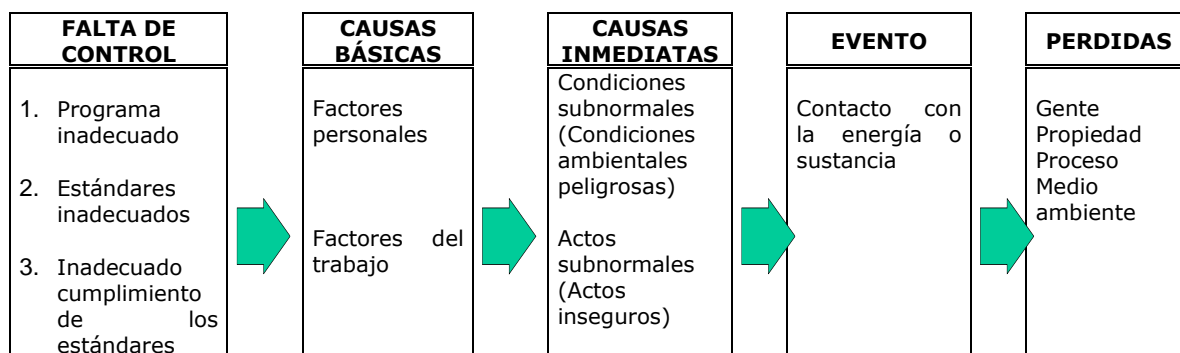 FALTA DE
CONTROL
1. Programa
inadecuado
2. Estándares
inadecuados
3. Inadecuado
cumplimiento
de los
estándares
CAUSAS
BÁSICAS
Factores
personales
Factores del
trabajo
CAUSAS
INMEDIATAS
Condiciones
subnormales
(Condiciones
ambientales
peligrosas)
Actos
subnormales
(Actos
inseguros)
EVENTO
Contacto con
la energía o
sustancia
PERDIDAS
Gente
Propiedad
Proceso
Medio
ambiente